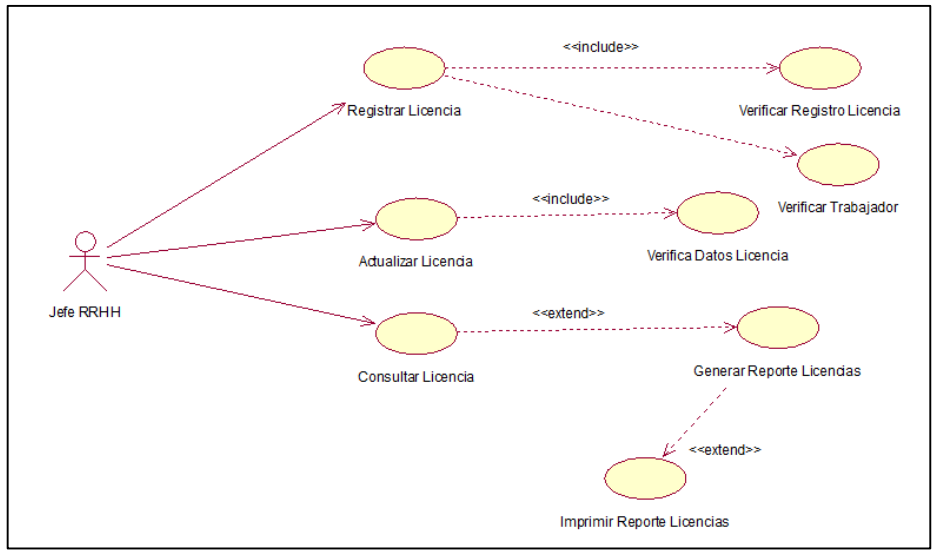 <<include>>
Registrar Licencia
Verificar Registro Licencia
<<include>>
Verificar Trabajador
Actualizar Licencia
Verifica Datos Licencia
Jefe RRHH
<<extend>>
Consultar Licencia
Generar Reporte Licencias
<<extend>>
Imprimir Reporte Licencias